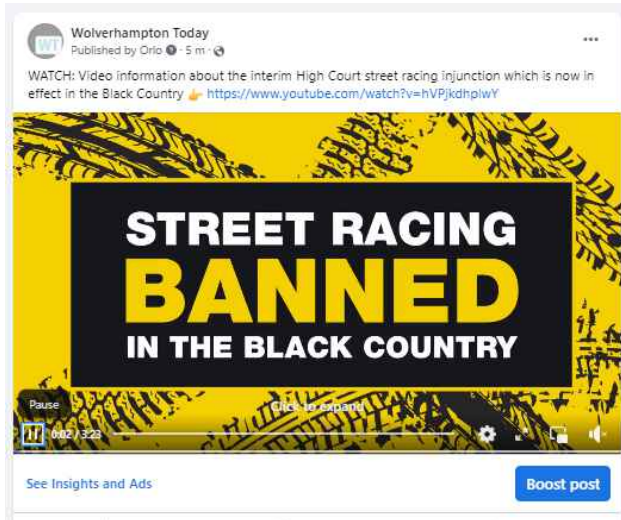 WT
Wolverhampton Today
Published by Orlo · 5 m ·
...
WATCH: Video information about the interim High Court street racing injunction which is now in
effect in the Black Country 👉 https://www.youtube.com/watch?v=hVPjkdhplwY
STREET RACING
BANNED
IN THE BLACK COUNTRY
Pause
Click to expand
0:02 / 3:23
See Insights and Ads
Boost post